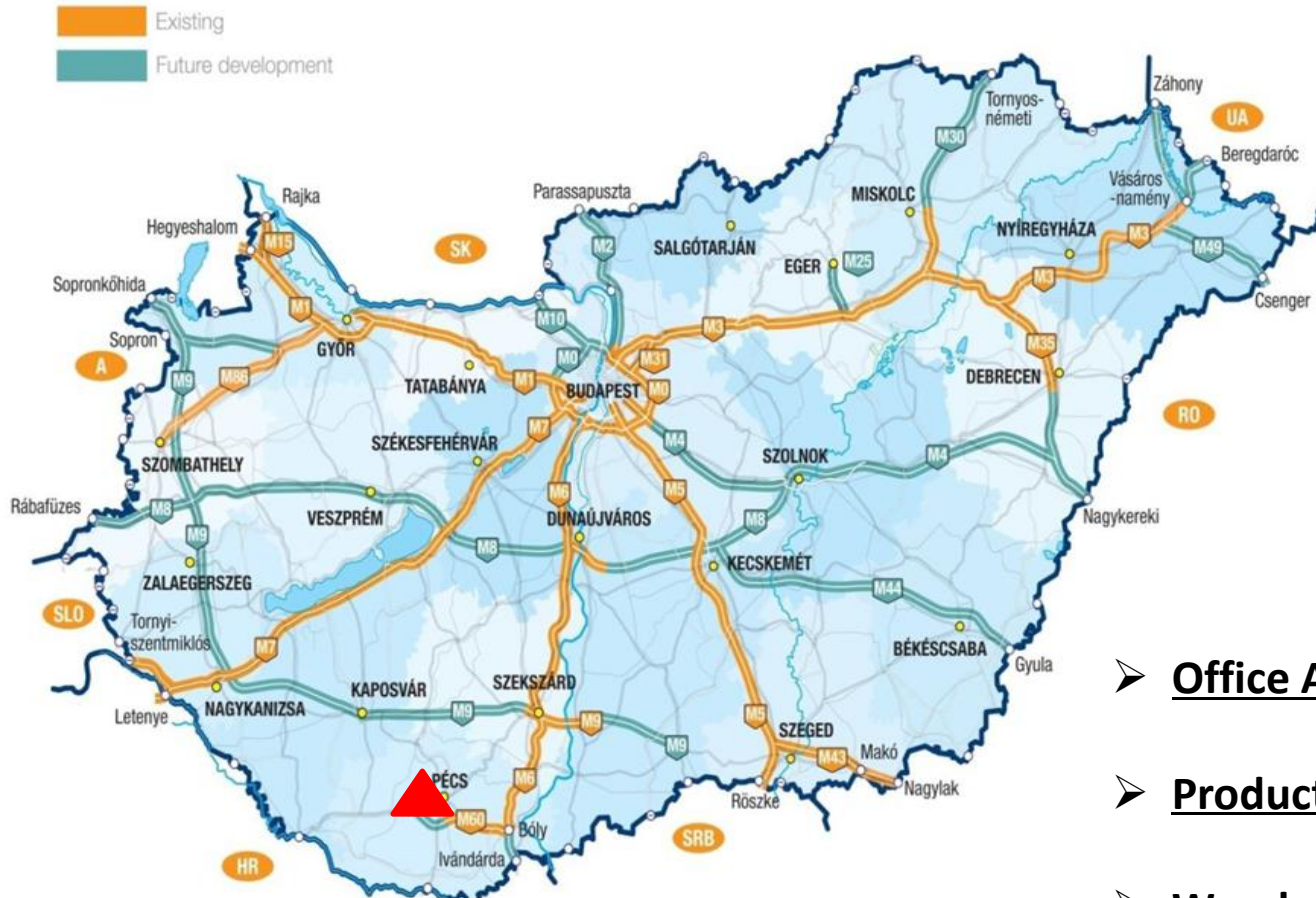 Existing
Future development
Záhony
UA
Tornyos-
németi
M30
Beregdaróc
Vásáros
-namény
Rajka
Parassapuszta
MISKOLC
Hegyeshalom
M15
SK
M2
SALGÓTARJÁN
NYÍREGYHÁZA
M3
M49
EGER
M25
M3
Sopronkőhida
Csenger
M1
M10
M3
Sopron
GYŐR
M31
M35
A
M0
M9
M86
TATABÁNYA
M1
BUDAPEST
M0
DEBRECEN
RO
M7
SZÉKESFEHÉRVÁR
M4
SZOLNOK
M4
SZOMBATHELY
M6
M5
Rábafüzes
M8
VESZPRÉM
DUNAÚJVÁROS
M8
Nagykereki
M9
M8
ZALAEGERSZEG
KECSKEMÉT
M44
SLO
Tornyi-
szentmiklós
M7
BÉKÉSCSABA
Gyula
Office A
KAPOSVÁR
SZEKSZÁRD
Letenye
NAGYKANIZSA
M9
M9
M5
SZEGED
M9
M43
Makó
PÉCS
M6
Röszke
Nagylak
Product
M60
Bóly
SRB
Ivándárda
HR